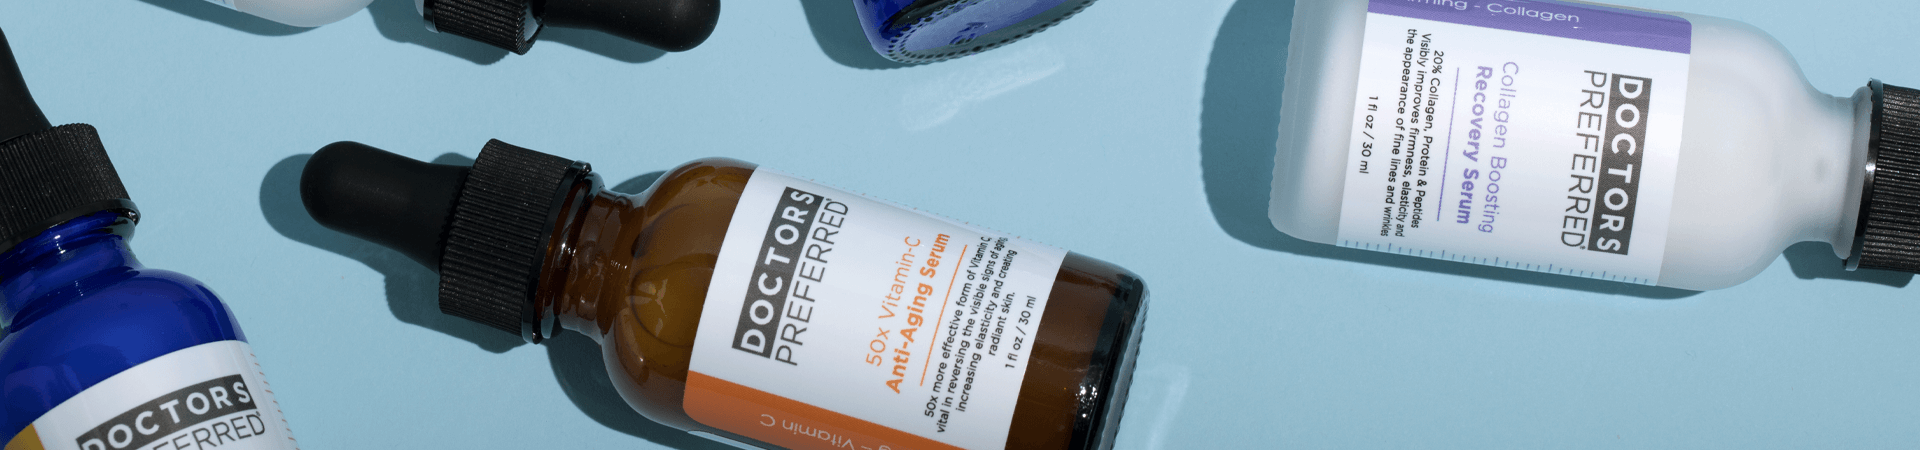 DOCTORS
PREFERRED
50x Vitamin-C
Anti-Aging Serum
50x more effective form of Vitamin C,
vital in reversing the visible signs of aging,
increasing elasticity and creating
radiant skin.
1 fl oz / 30 ml
- Vitamin C
DOCTORS
PREFERRED
Collagen Boosting
Recovery Serum
20% Collagen, Protein & Peptides
Visibly improves firmness, elasticity and
the appearance of fine lines and wrinkles
1 fl oz / 30 ml
- Collagen
DOCTORS